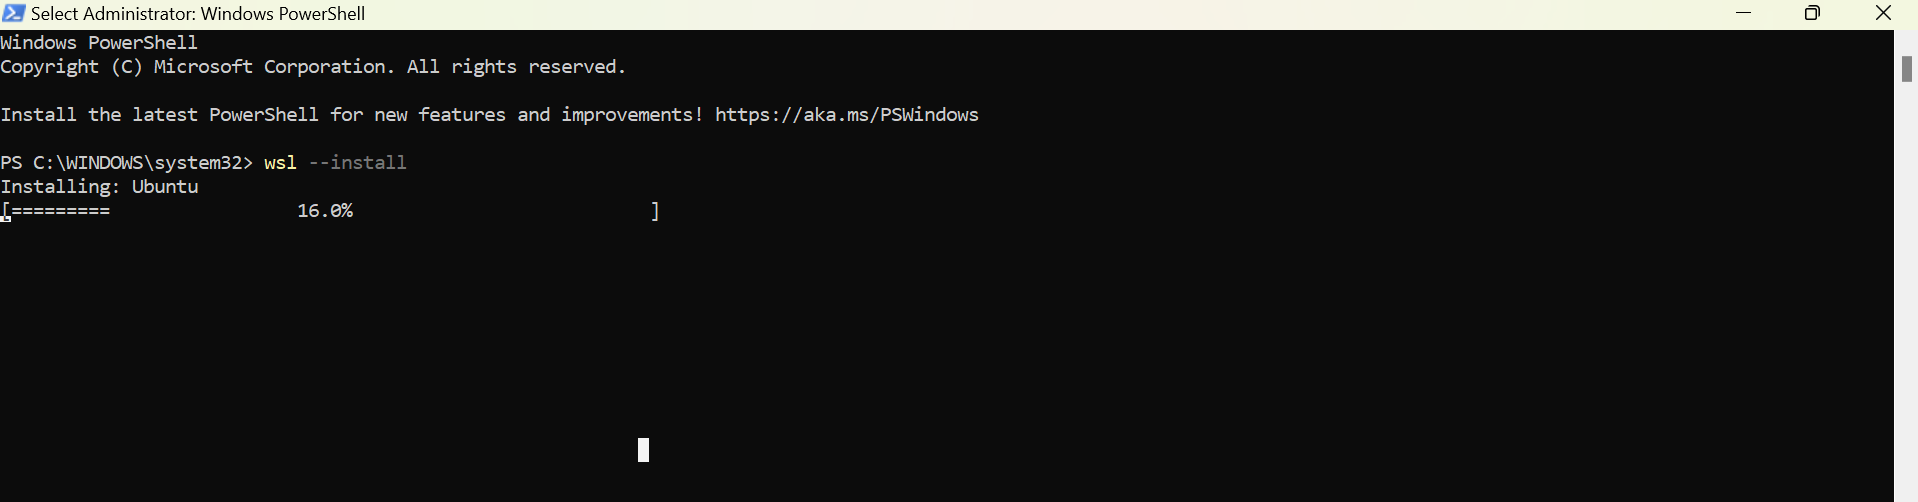 Select Administrator: Windows PowerShell
Windows PowerShell
Copyright (C) Microsoft Corporation. All rights reserved.
Install the latest PowerShell for new features and improvements! https://aka.ms/PSWindows
PS C:\WINDOWS\system32> wsl --install
Installing: Ubuntu
[=========                 16.0%                           ]